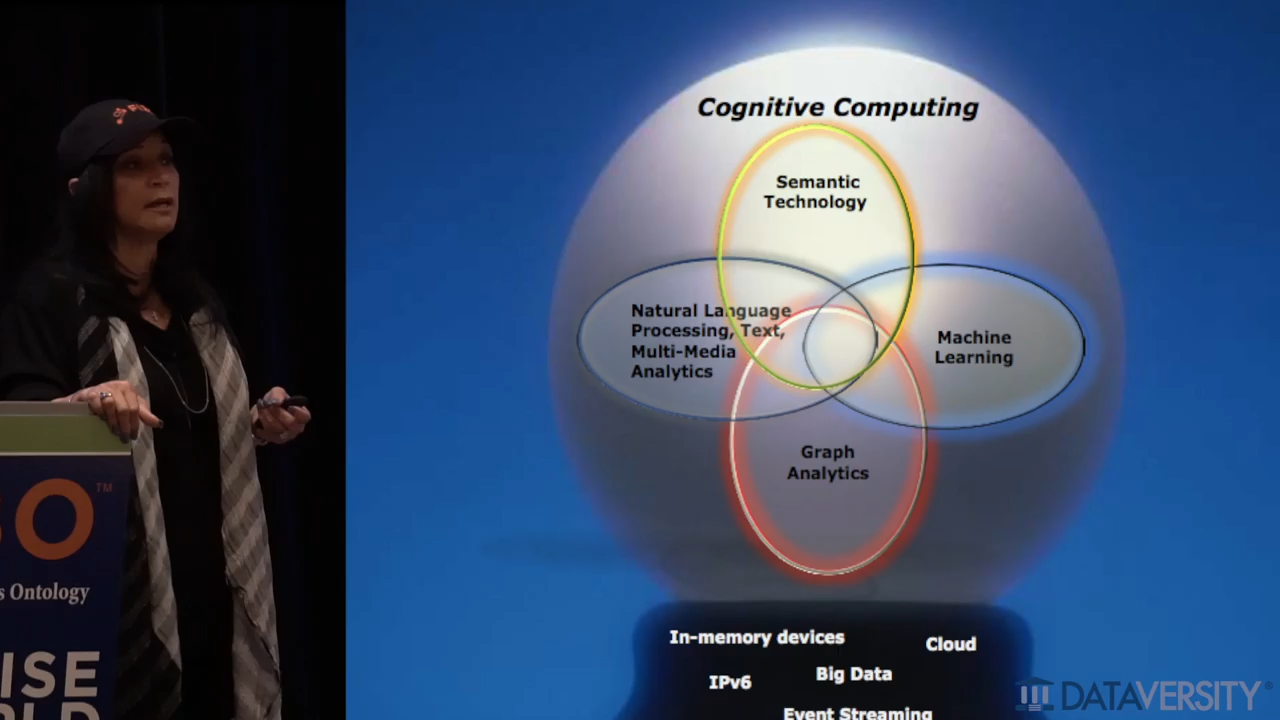 Cognitive Computing
Semantic
Technology
Natural Language
Processing, Text,
Multi-Media
Analytics
Machine
Learning
Graph
Analytics
In-memory devices
Cloud
IPv6
Big Data
Event Streaming
DATAVERSITY®
O™
s Ontology
ISE